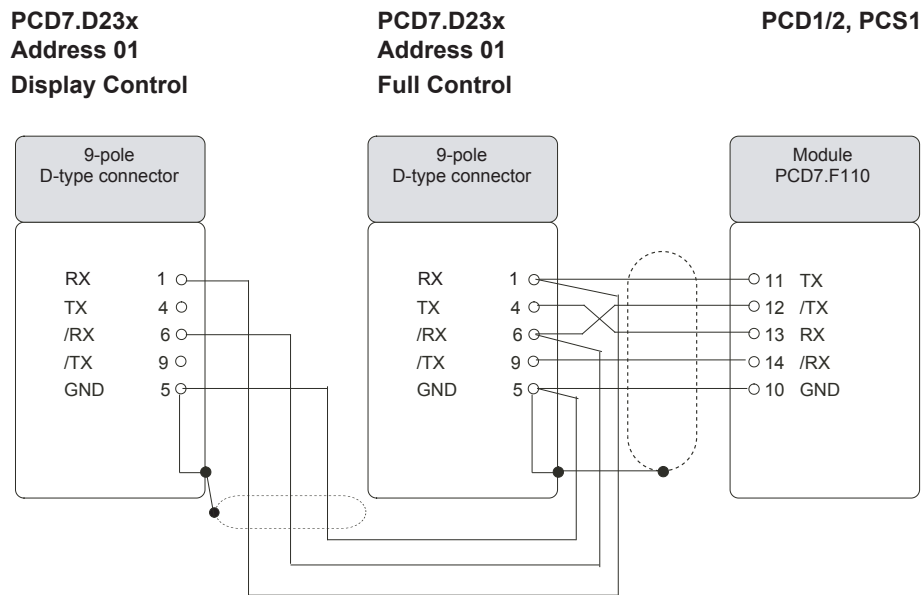 PCD7.D23x
Address 01
Display Control
PCD7.D23x
Address 01
Full Control
PCD1/2, PCS1
9-pole
D-type connector
9-pole
D-type connector
Module
PCD7.F110
RX 1
TX 4
/RX 6
/TX 9
GND 5
RX 1
TX 4
/RX 6
/TX 9
GND 5
11 TX
12 /TX
13 RX
14 /RX
10 GND